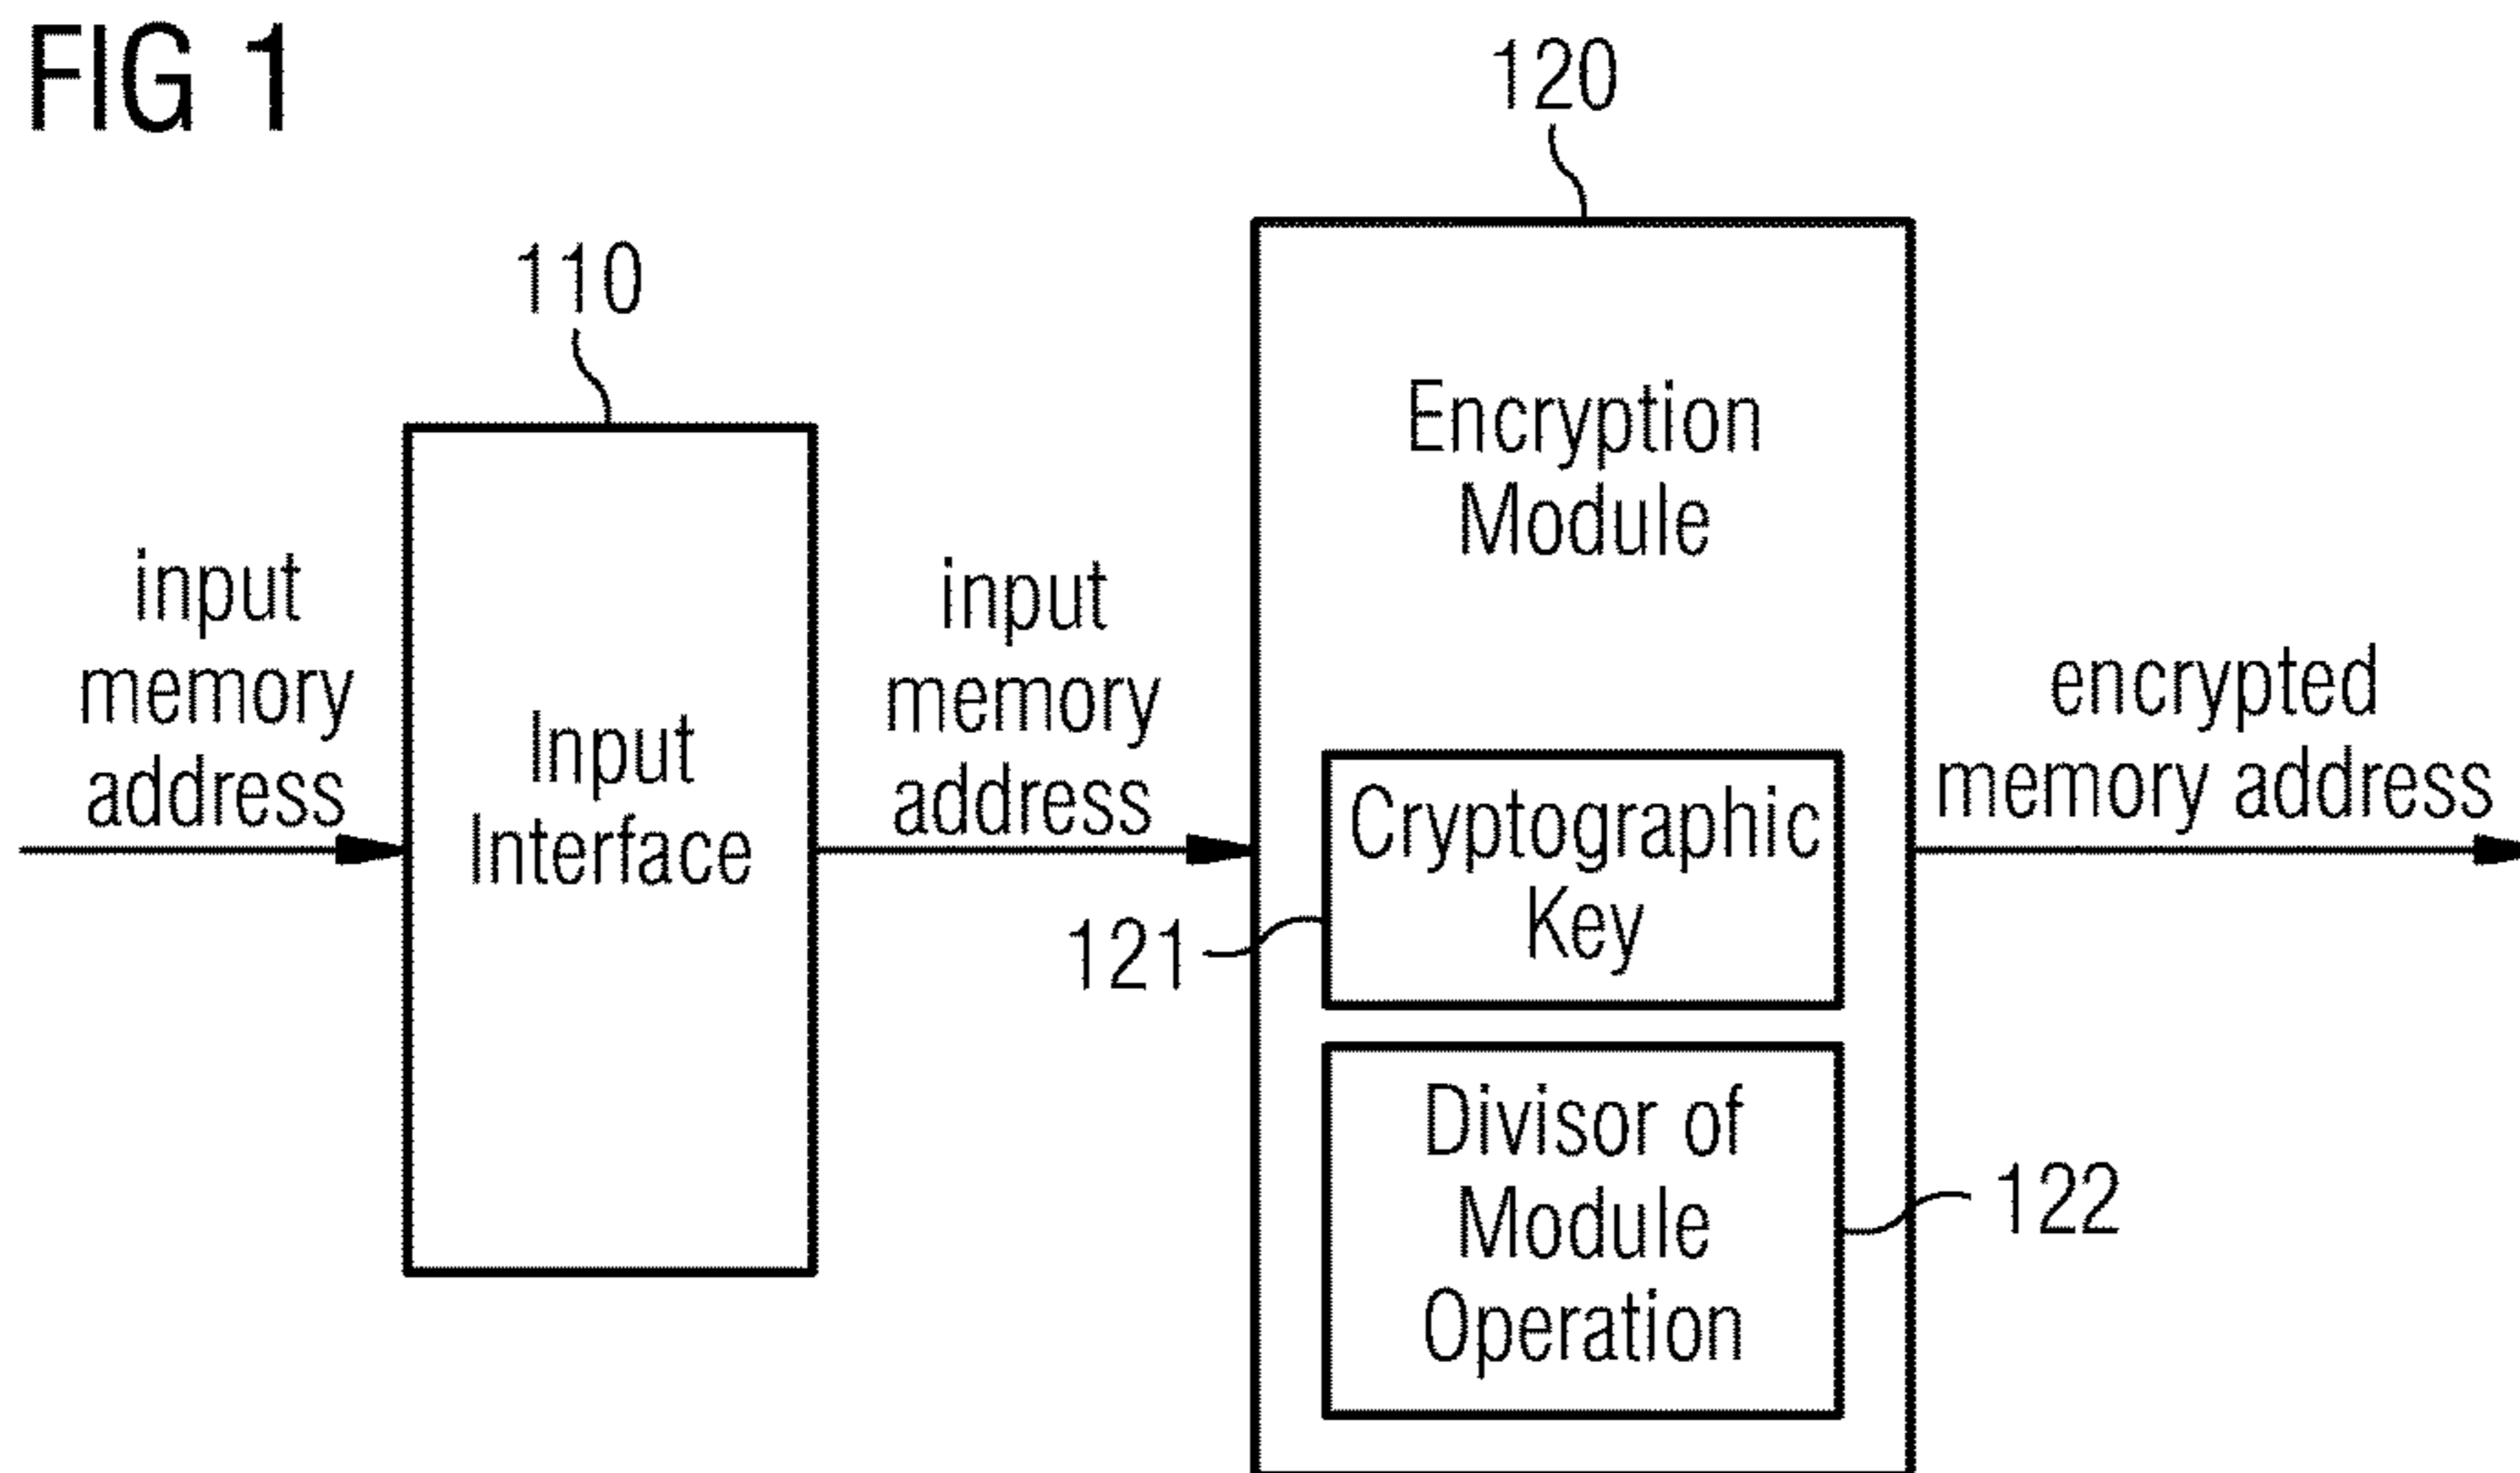 FIG 1
120
110
Encryption
Module
input
memory
address
Input
Interface
input
memory
address
encrypted
memory address
Cryptographic
Key
121
Divisor of
Module
Operation
122